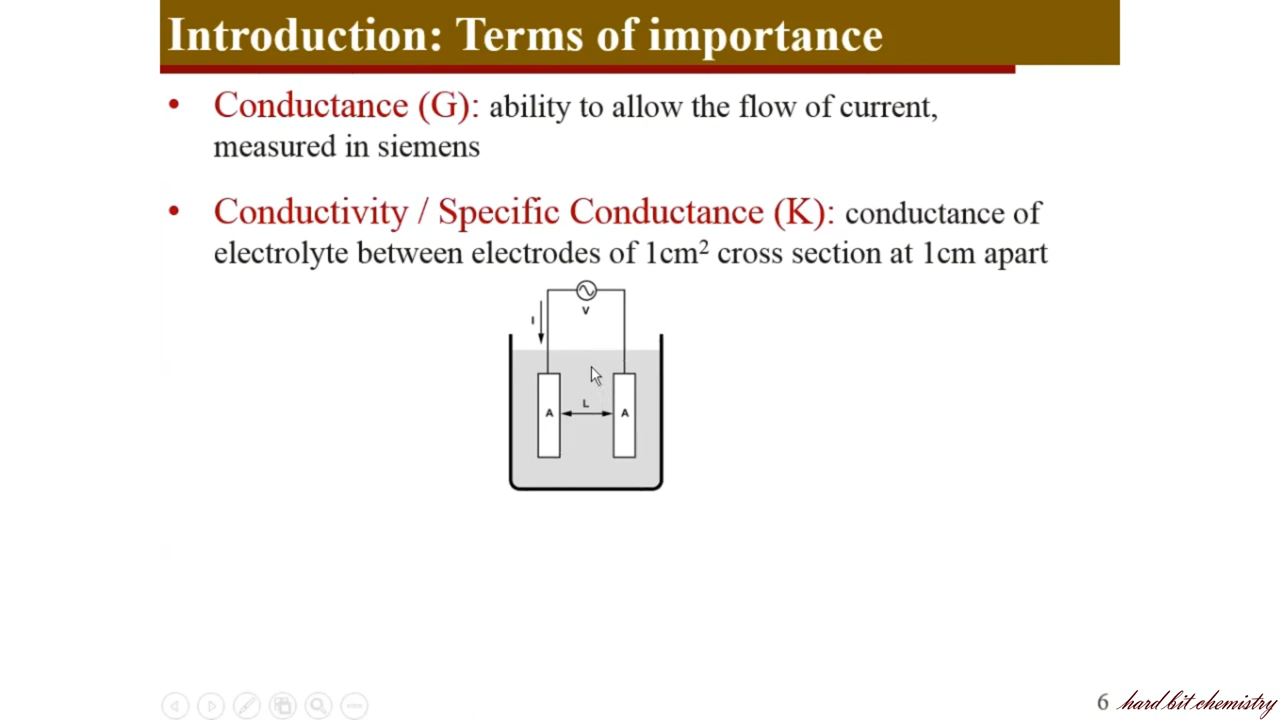 Introduction: Terms of importance
• Conductance (G): ability to allow the flow of current,
measured in siemens
• Conductivity / Specific Conductance (K): conductance of
electrolyte between electrodes of 1cm² cross section at 1cm apart
V
I
L
A A
6 hard bit chemistry